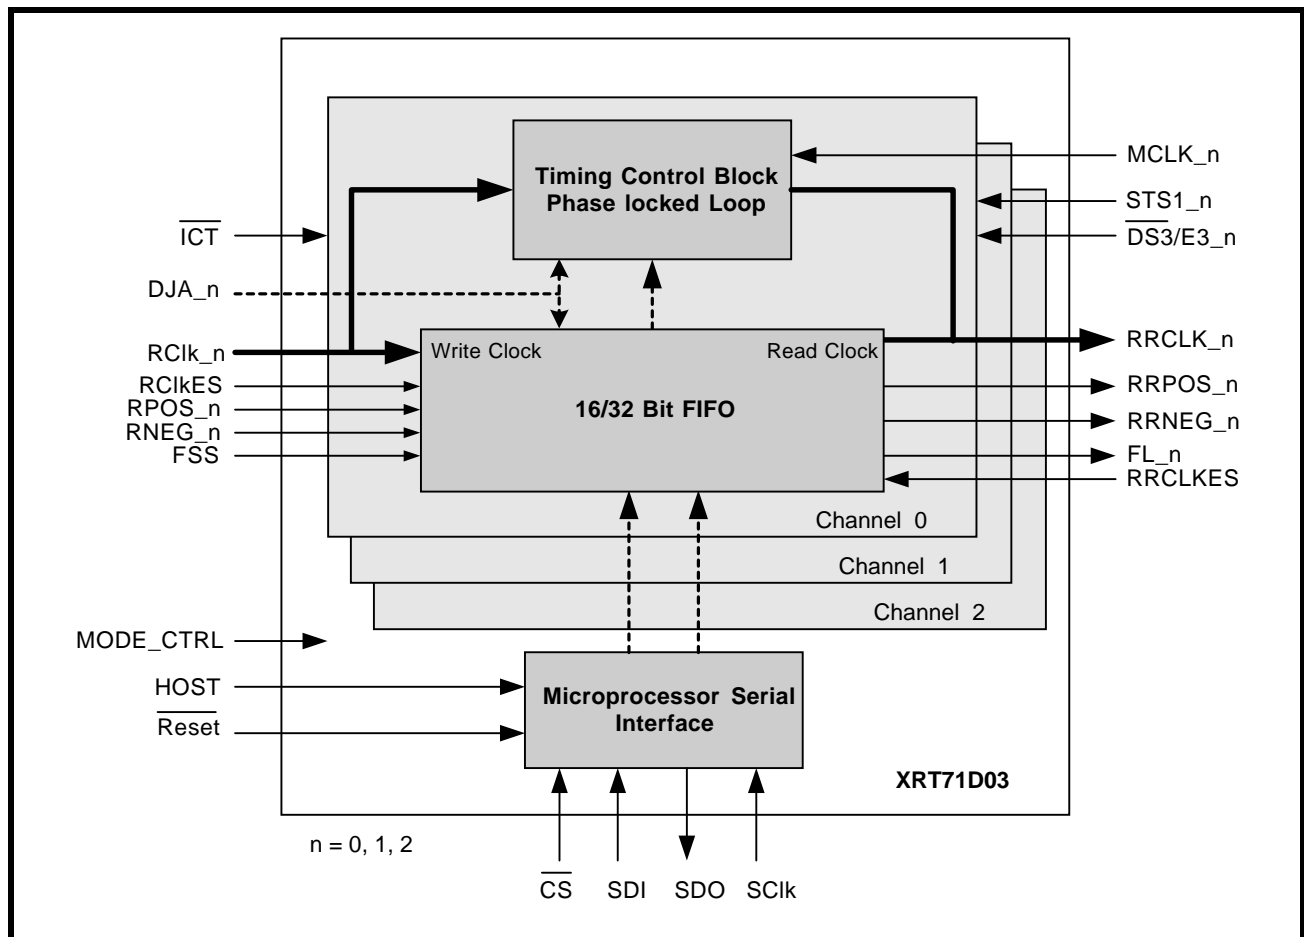 Timing Control Block
Phase locked Loop
MCLK_n
STS1_n
DS3/E3_n
ICT
DJA_n
RClk_n
Write Clock
Read Clock
RRCLK_n
RClkES
RRPOS_n
RPOS_n
16/32 Bit FIFO
RNEG_n
RRNEG_n
FSS
FL_n
RRCLKES
Channel 0
Channel 1
Channel 2
MODE_CTRL
HOST
Microprocessor Serial
Interface
Reset
XRT71D03
n = 0, 1, 2
CS SDI SDO SClk